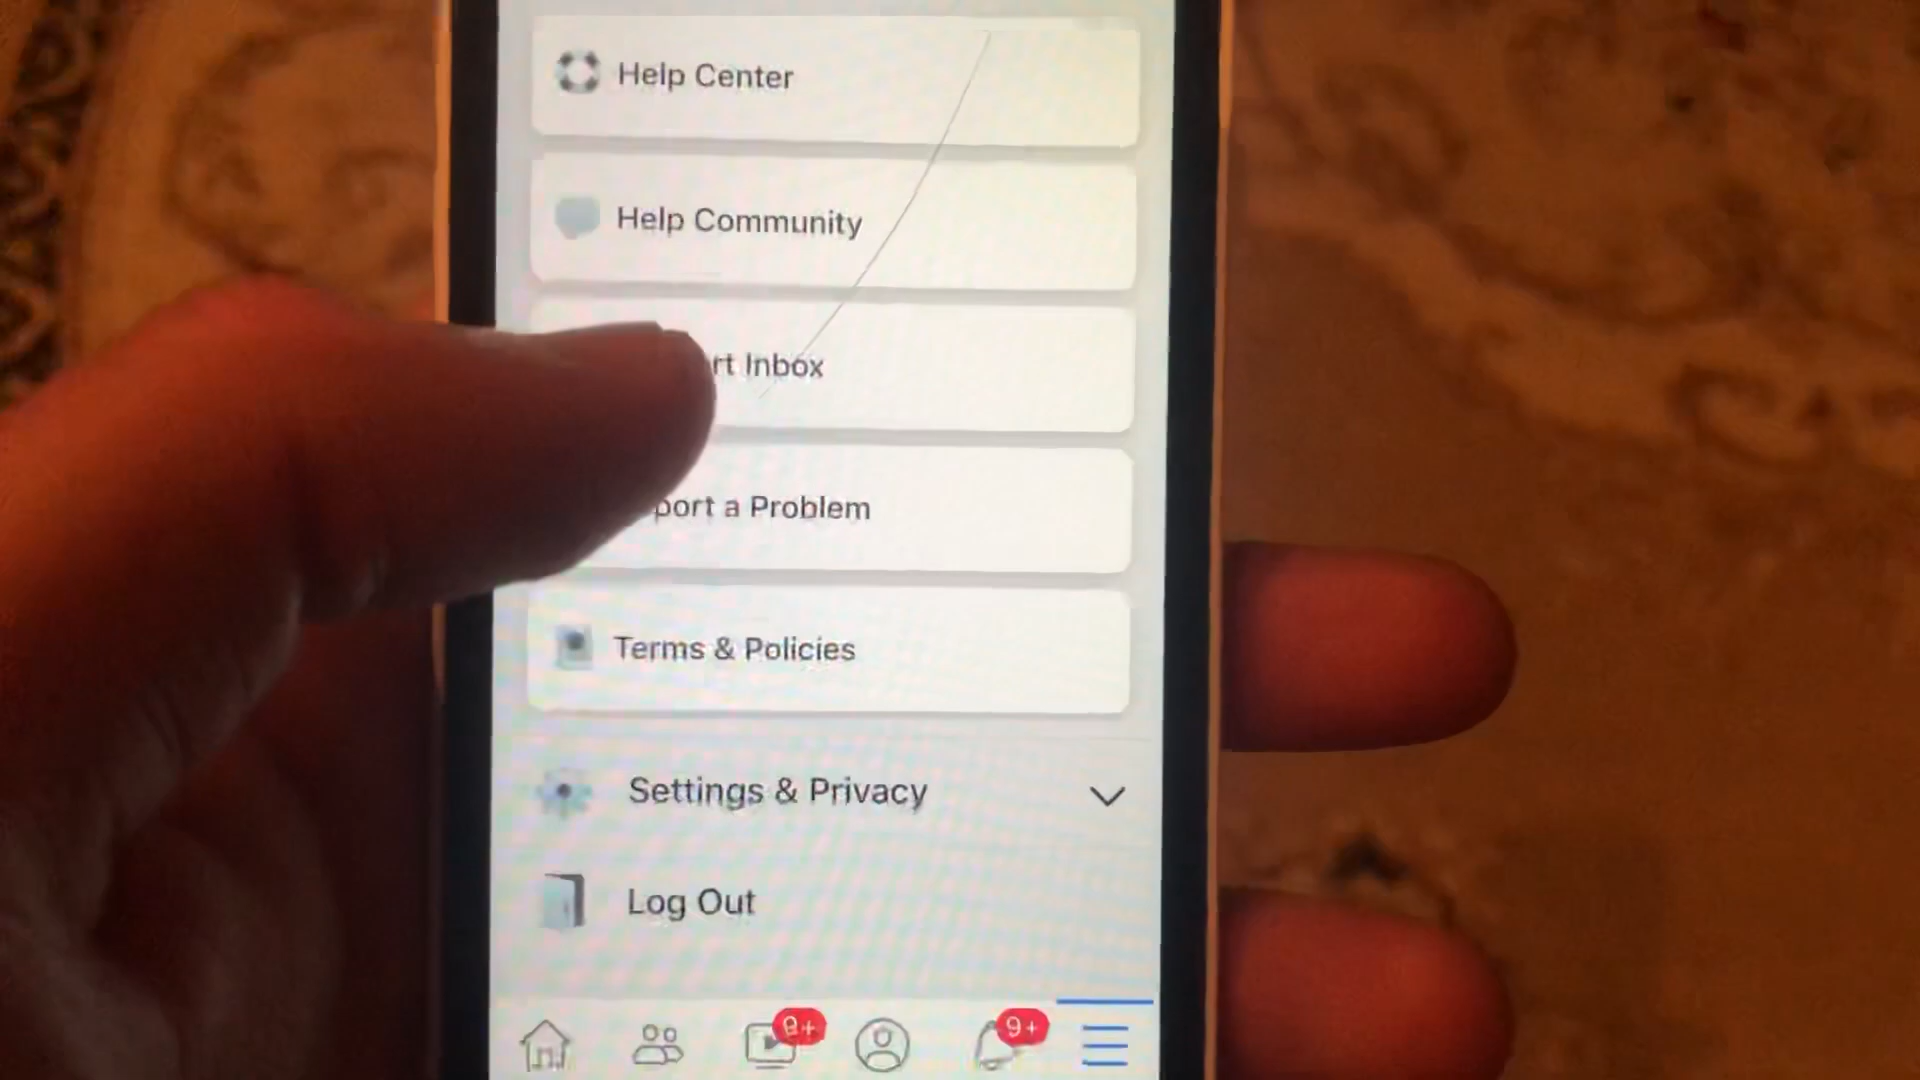 Help Center
Help Community
rt Inbox
port a Problem
Terms & Policies
Settings & Privacy
Log Out
9+
9+